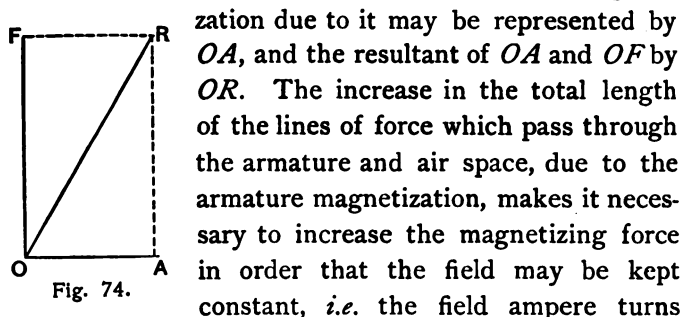 zation due to it may be represented by
OA, and the resultant of OA and OF by
OR. The increase in the total length
of the lines of force which pass through
the armature and air space, due to the
armature magnetization, makes it neces-
sary to increase the magnetizing force
in order that the field may be kept
constant, i.e. the field ampere turns
F
R
O
A
Fig. 74.